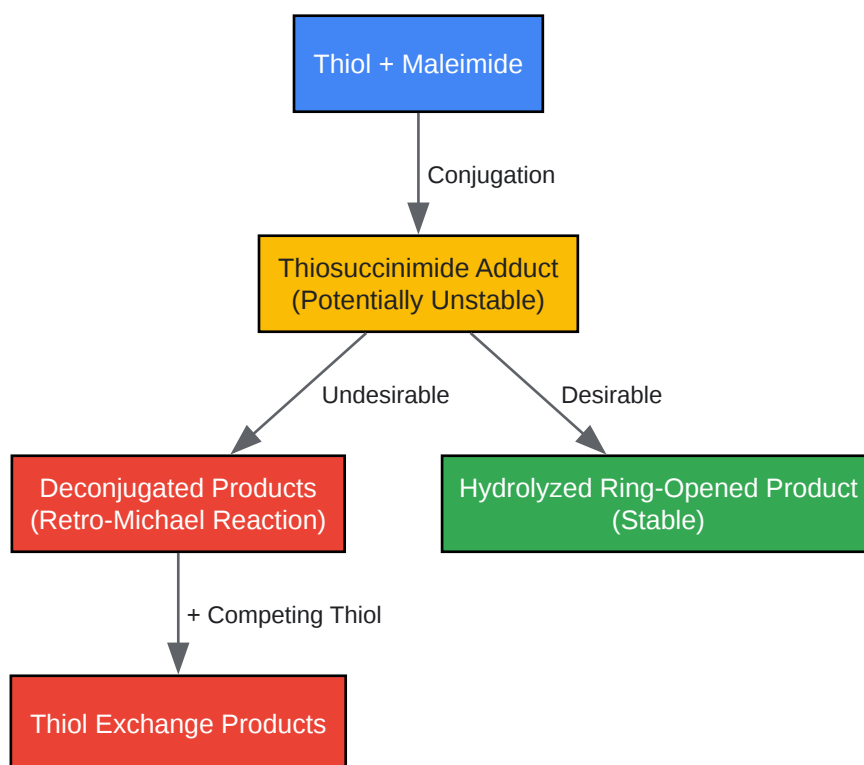 Thiol + Maleimide
Conjugation
Thiosuccinimide Adduct
(Potentially Unstable)
Undesirable
Desirable
Deconjugated Products
(Retro-Michael Reaction)
Hydrolyzed Ring-Opened Product
(Stable)
+ Competing Thiol
Thiol Exchange Products